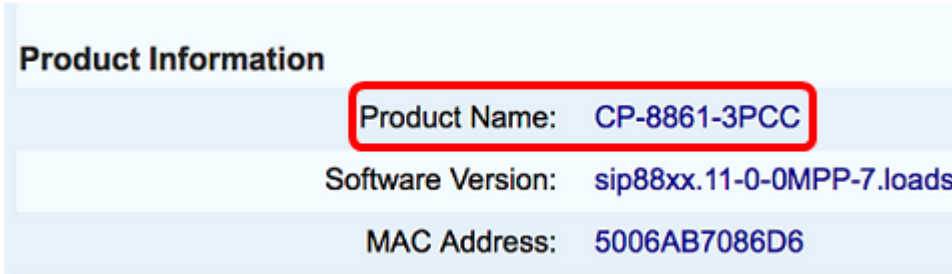 Product Information
Product Name: CP-8861-3PCC
Software Version: sip88xx.11-0-0MPP-7.loads
MAC Address: 5006AB7086D6